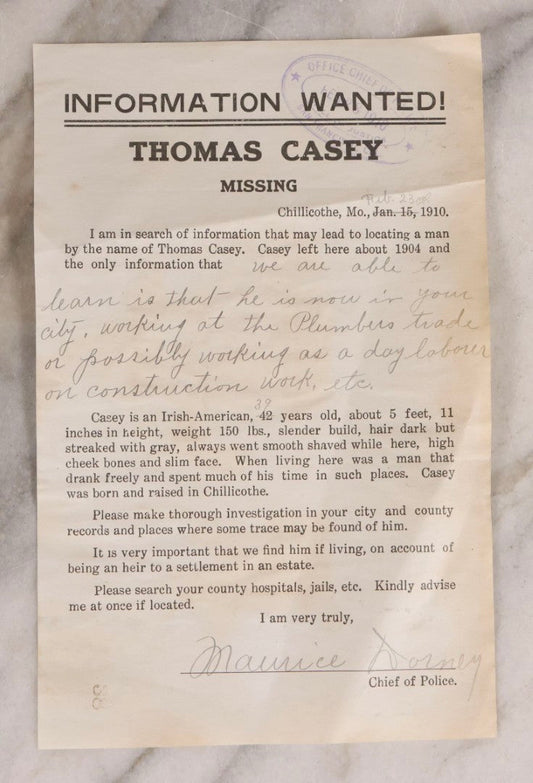 OFFICE CHIEF
1910
INFORMATION WANTED!
THOMAS CASEY
MISSING
Feb. 23rd
Chillicothe, Mo., Jan. 15, 1910.
I am in search of information that may lead to locating a man
by the name of Thomas Casey. Casey left here about 1904 and
the only information that we are able to
learn is that he is now in your
city, working at the Plumbers trade
or possibly working as a day laborer
on construction work, etc.
39
Casey is an Irish-American, 42 years old, about 5 feet, 11
inches in height, weight 150 lbs., slender build, hair dark but
streaked with gray, always went smooth shaved while here, high
cheek bones and slim face. When living here was a man that
drank freely and spent much of his time in such places. Casey
was born and raised in Chillicothe.
Please make thorough investigation in your city and county
records and places where some trace may be found of him.
It is very important that we find him if living, on account of
being an heir to a settlement in an estate.
Please search your county hospitals, jails, etc. Kindly advise
me at once if located.
I am very truly,
Maurice Dorney
Chief of Police.